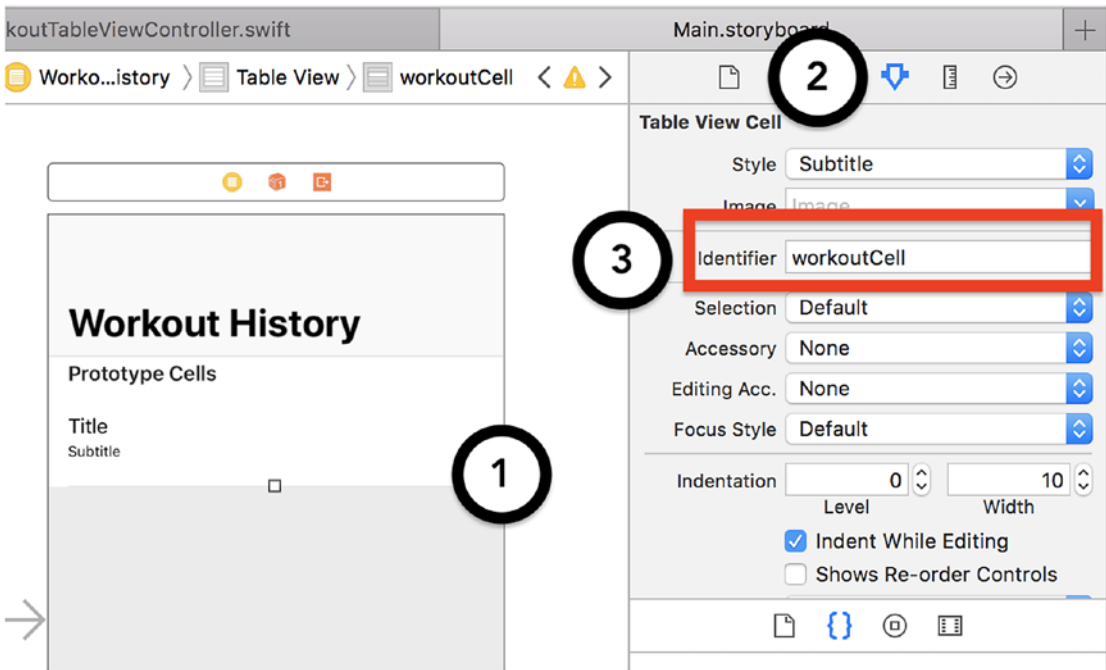 koutTableViewController.swift
Main.storyboard
Worko...istory
Table View
workoutCell
2
Table View Cell
Style
Subtitle
Image
Image
3
Identifier
workoutCell
Selection
Default
Accessory
None
Editing Acc.
None
Focus Style
Default
Indentation
0
10
Level
Width
Indent While Editing
Shows Re-order Controls
Workout History
Prototype Cells
Title
Subtitle
1